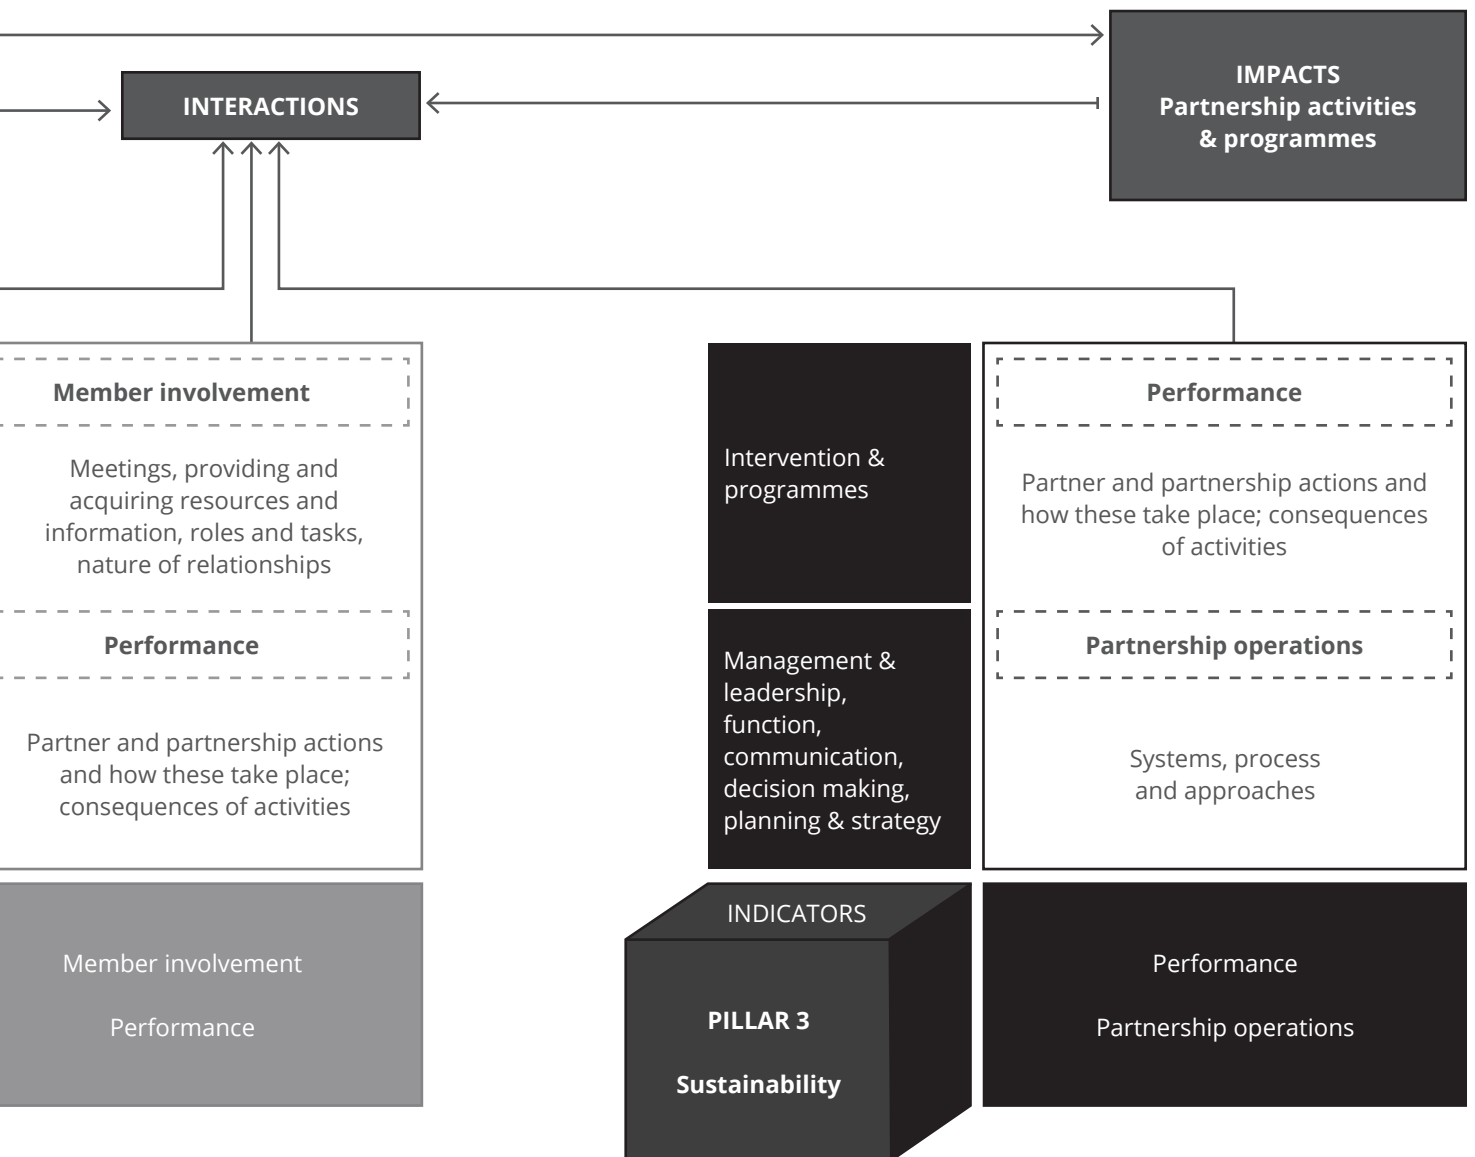 IMPACTS
Partnership activities
& programmes
INTERACTIONS
Member involvement
Meetings, providing and
acquiring resources and
information, roles and tasks,
nature of relationships
Performance
Partner and partnership actions
and how these take place;
consequences of activities
Member involvement
Performance
Intervention &
programmes
Management &
leadership,
function,
communication,
decision making,
planning & strategy
INDICATORS
PILLAR 3
Sustainability
Performance
Partner and partnership actions and
how these take place; consequences
of activities
Partnership operations
Systems, process
and approaches
Performance
Partnership operations